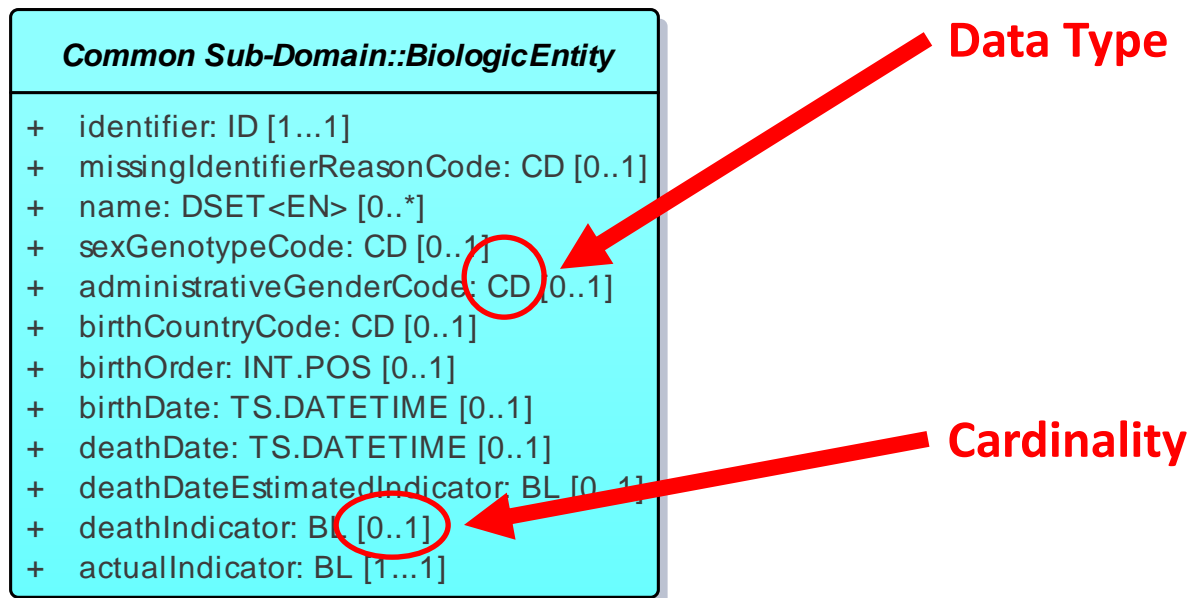 Common Sub-Domain::BiologicEntity
+ identifier: ID [1...1]
+ missingIdentifierReasonCode: CD [0..1]
+ name: DSET<EN> [0..*]
+ sexGenotypeCode: CD [0..1]
+ administrativeGenderCode: CD [0..1]
+ birthCountryCode: CD [0..1]
+ birthOrder: INT.POS [0..1]
+ birthDate: TS.DATETIME [0..1]
+ deathDate: TS.DATETIME [0..1]
+ deathDateEstimatedIndicator: BL [0..1]
+ deathIndicator: BL [0..1]
+ actualIndicator: BL [1...1]
Data Type
Cardinality